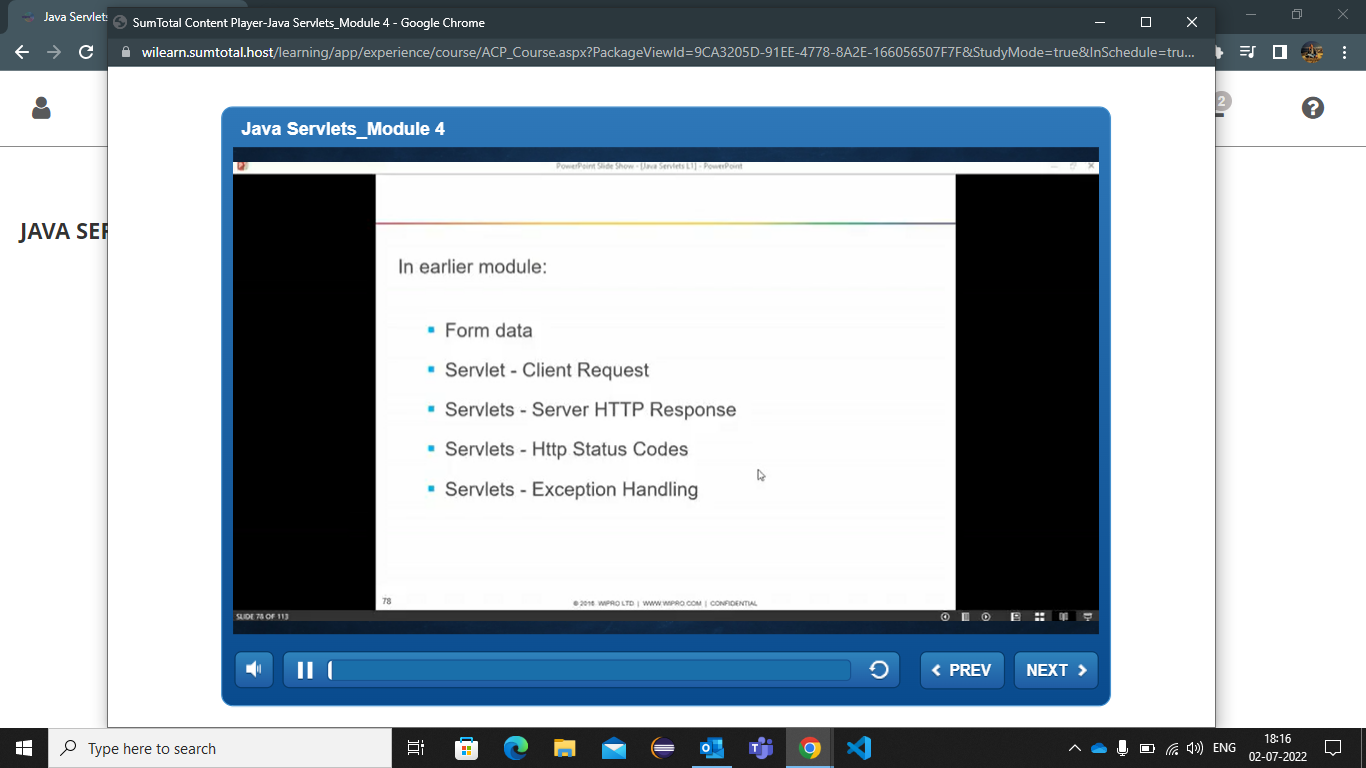 Java Servlets
SumTotal Content Player-Java Servlets_Module 4 - Google Chrome
wilearn.sumtotal.host/learning/app/experience/course/ACP_Course.aspx?PackageViewId=9CA3205D-91EE-4778-8A2E-166056507F7F&StudyMode=true&InSchedule=tru...
2
?
JAVA SER
Java Servlets_Module 4
PowerPoint Slide Show - [Java Servlets L1] - PowerPoint
In earlier module:
Form data
Servlet - Client Request
Servlets - Server HTTP Response
Servlets - Http Status Codes
Servlets - Exception Handling
78
© 2016 WIPRO LTD | WWW.WIPRO.COM | CONFIDENTIAL
SLIDE 78 OF 113
PREV
NEXT
Type here to search
ENG
18:16
02-07-2022